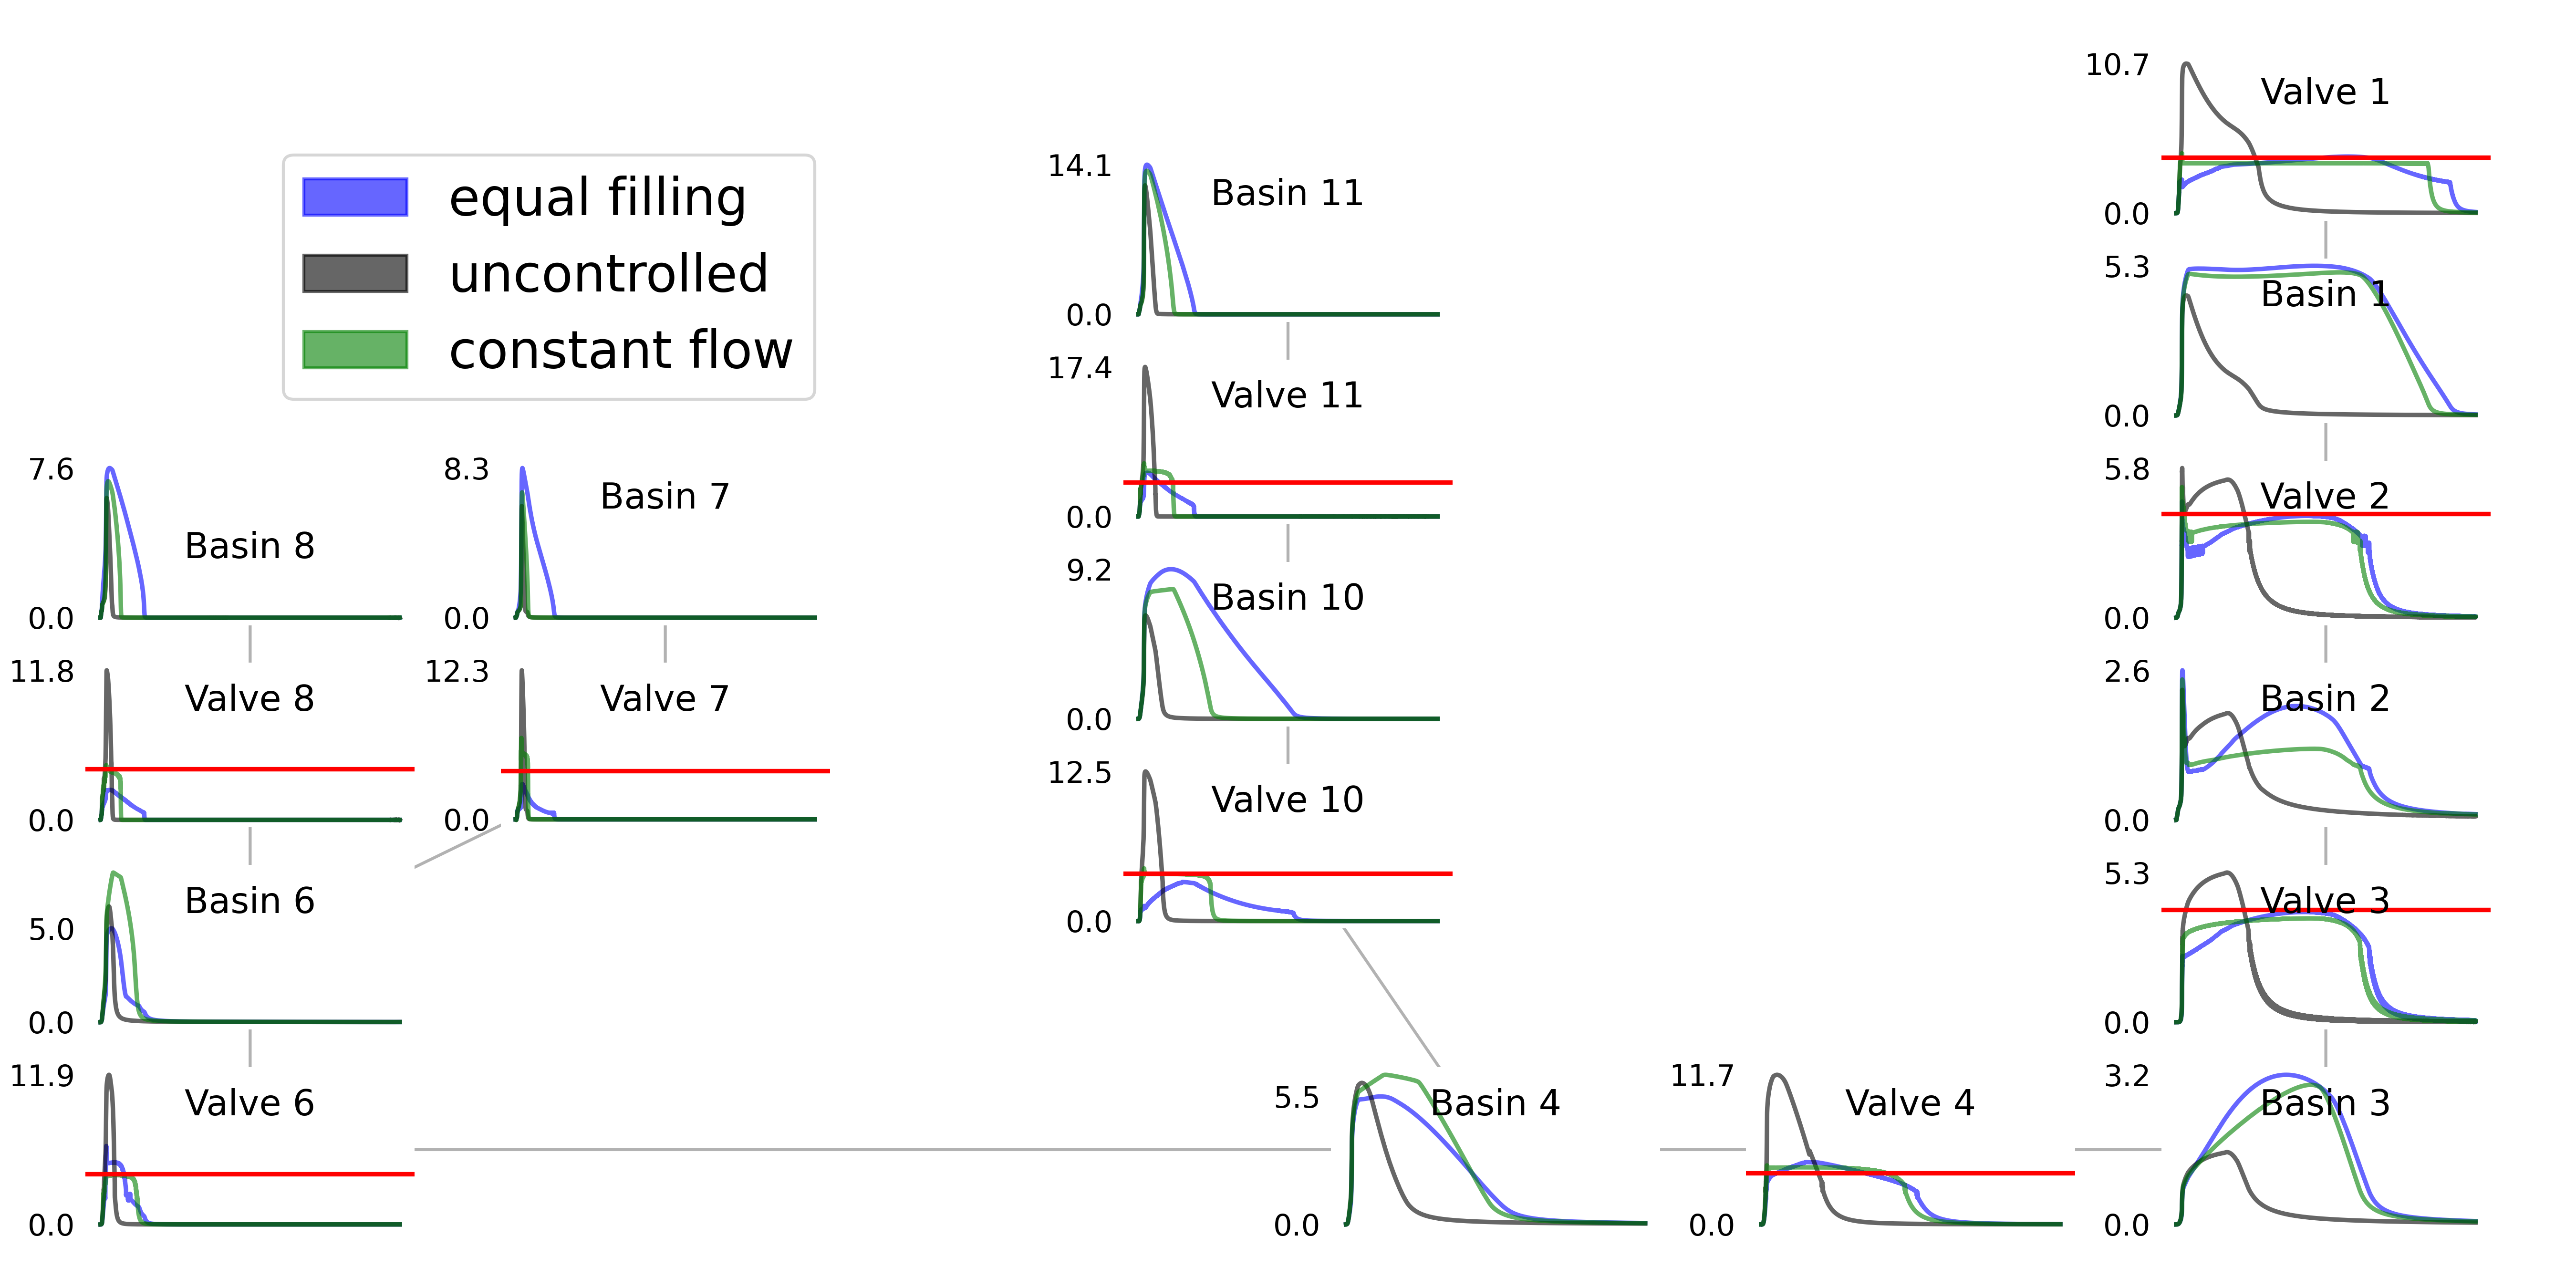 equal filling
uncontrolled
constant flow
7.6
Basin 8
0.0
8.3
Basin 7
0.0
11.8
Valve 8
0.0
12.3
Valve 7
0.0
Basin 6
5.0
0.0
11.9
Valve 6
0.0
14.1
Basin 11
0.0
17.4
Valve 11
0.0
9.2
Basin 10
0.0
12.5
Valve 10
0.0
5.5
Basin 4
0.0
11.7
Valve 4
0.0
10.7
Valve 1
0.0
5.3
Basin 1
0.0
5.8
Valve 2
0.0
2.6
Basin 2
0.0
5.3
Valve 3
0.0
3.2
Basin 3
0.0